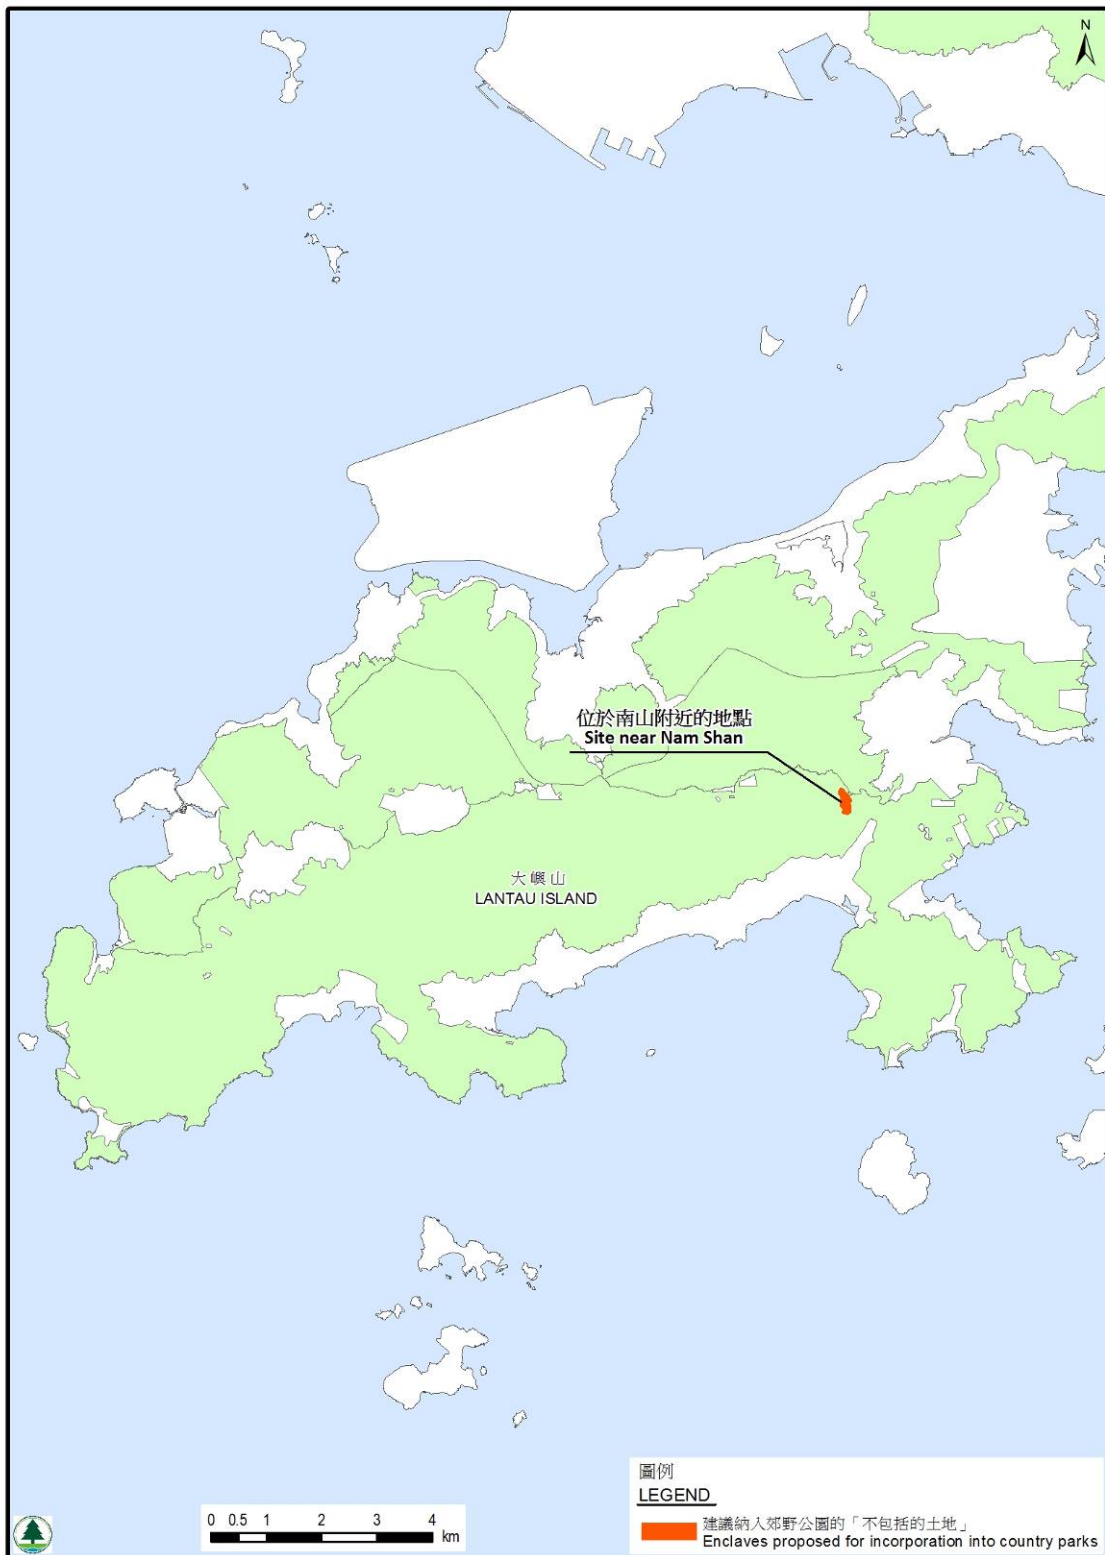 N
位於南山附近的地點
Site near Nam Shan
大嶼山
LANTAU ISLAND
圖例
LEGEND
建議納入郊野公園的「不包括的土地」
Enclaves proposed for incorporation into country parks
0 0.5 1 2 3 4
km